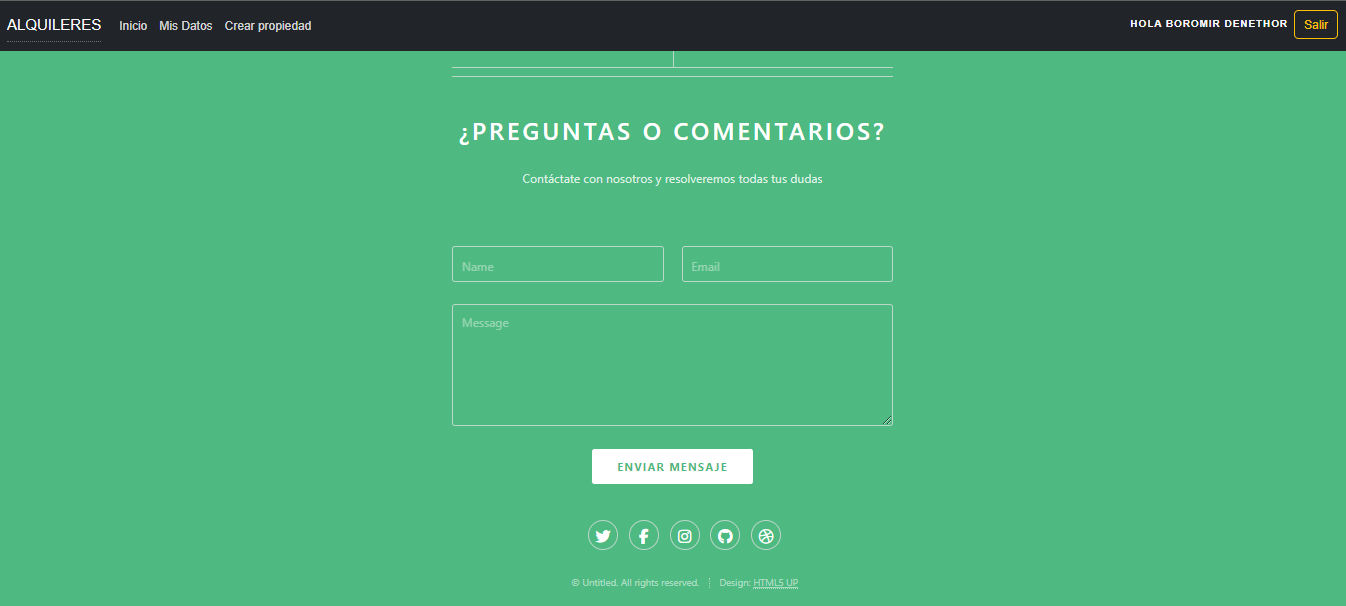 ALQUILERES Inicio Mis Datos Crear propiedad HOLA BOROMIR DENETHOR Salir
¿PREGUNTAS O COMENTARIOS?
Contáctate con nosotros y resolveremos todas tus dudas
Name Email
Message
ENVIAR MENSAJE
© Untitled. All rights reserved. Design: HTML5 UP